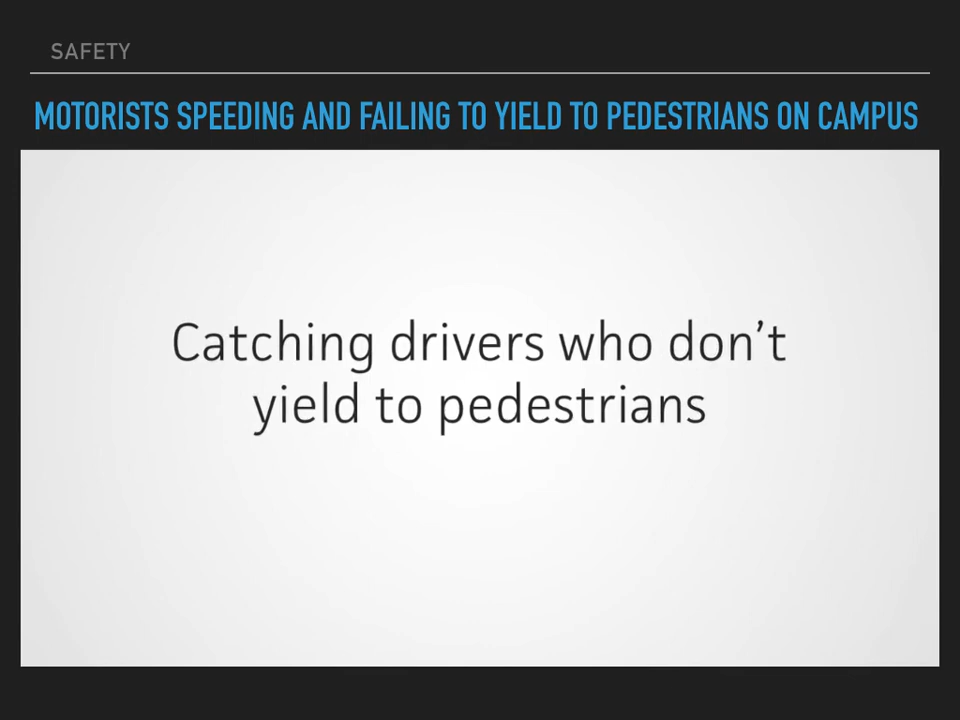 SAFETY
MOTORISTS SPEEDING AND FAILING TO YIELD TO PEDESTRIANS ON CAMPUS
Catching drivers who don’t
yield to pedestrians